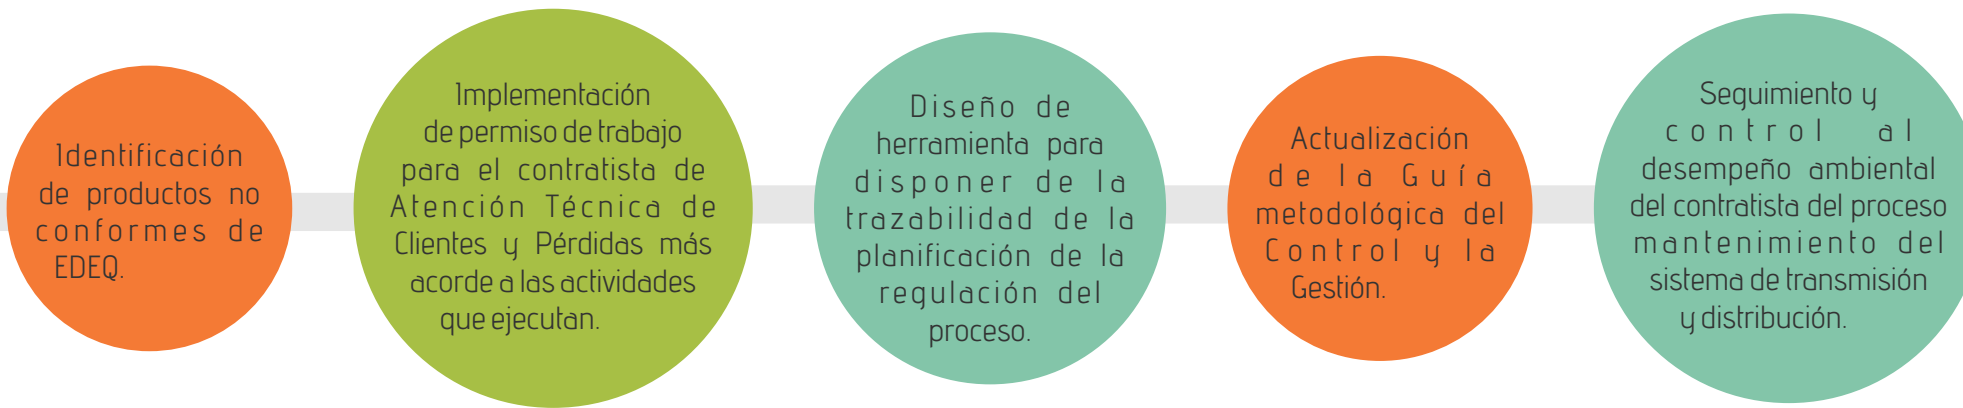 Identificación
de productos no
conformes de
EDEQ.
Implementación
de permiso de trabajo
para el contratista de
Atención Técnica de
Clientes y Pérdidas más
acorde a las actividades
que ejecutan.
Diseño de
herramienta para
disponer de la
trazabilidad de la
planificación de la
regulación del
proceso.
Actualización
de la Guía
metodológica del
Control y la
Gestión.
Seguimiento y
control al
desempeño ambiental
del contratista del proceso
mantenimiento del
sistema de transmisión
y distribución.